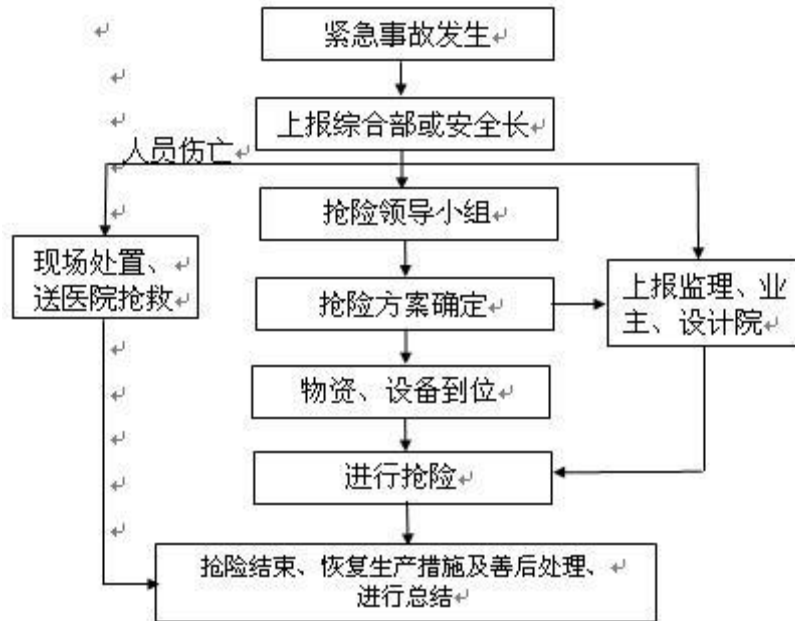 紧急事故发生
上报综合部或安全长
人员伤亡
抢险领导小组
现场处置、
送医院抢救
抢险方案确定
上报监理、业
主、设计院
物资、设备到位
进行抢险
抢险结束、恢复生产措施及善后处理、
进行总结